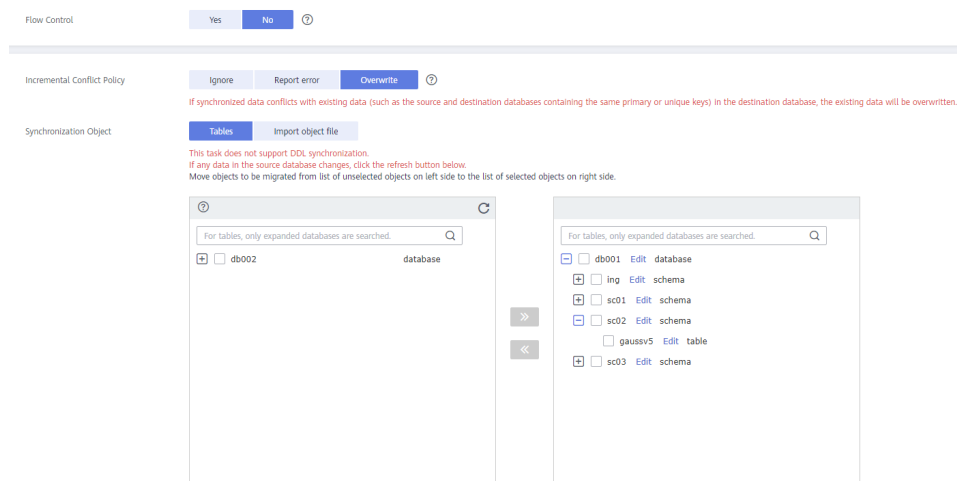 Flow Control Yes No
Incremental Conflict Policy Ignore Report error Overwrite
If synchronized data conflicts with existing data (such as the source and destination databases containing the same primary or unique keys) in the destination database, the existing data will be overwritten.
Synchronization Object Tables Import object file
This task does not support DDL synchronization.
If any data in the source database changes, click the refresh button below.
Move objects to be migrated from list of unselected objects on left side to the list of selected objects on right side.
For tables, only expanded databases are searched.
db002 database
For tables, only expanded databases are searched.
db001 Edit database
ing Edit schema
sc01 Edit schema
sc02 Edit schema
gaussv5 Edit table
sc03 Edit schema